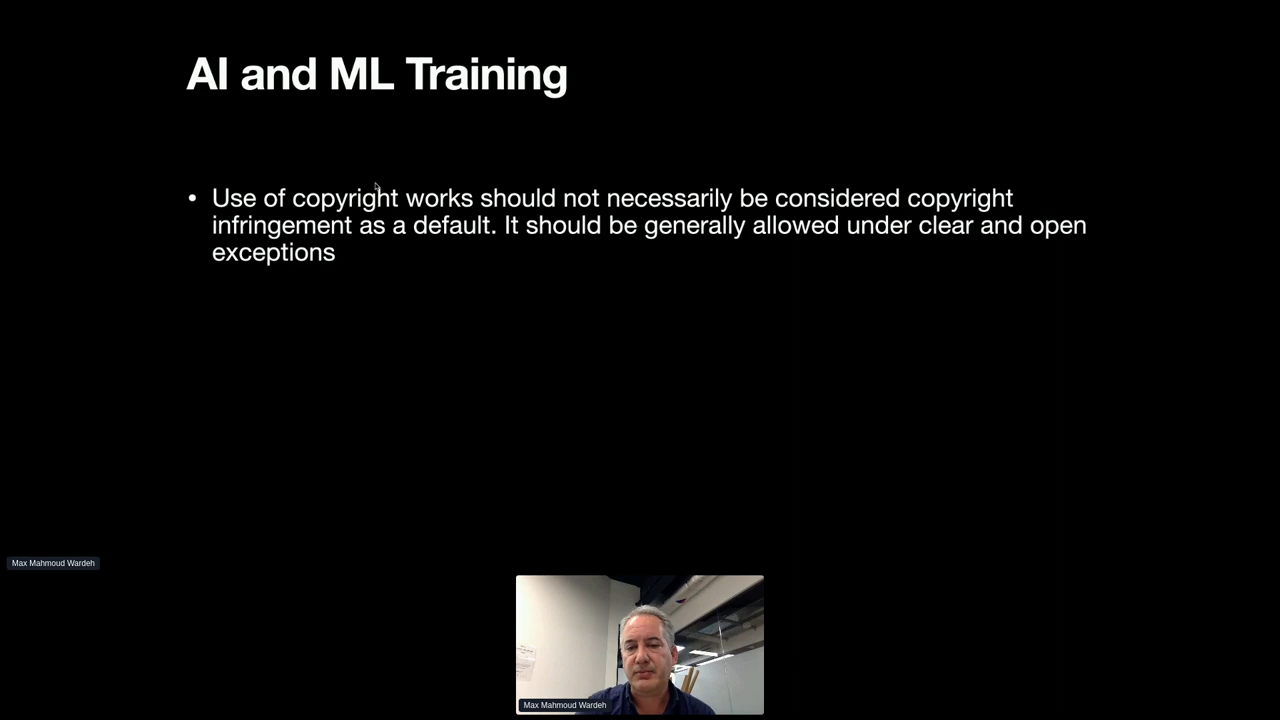 AI and ML Training
• Use of copyright works should not necessarily be considered copyright
infringement as a default. It should be generally allowed under clear and open
exceptions
Max Mahmoud Wardeh
Max Mahmoud Wardeh